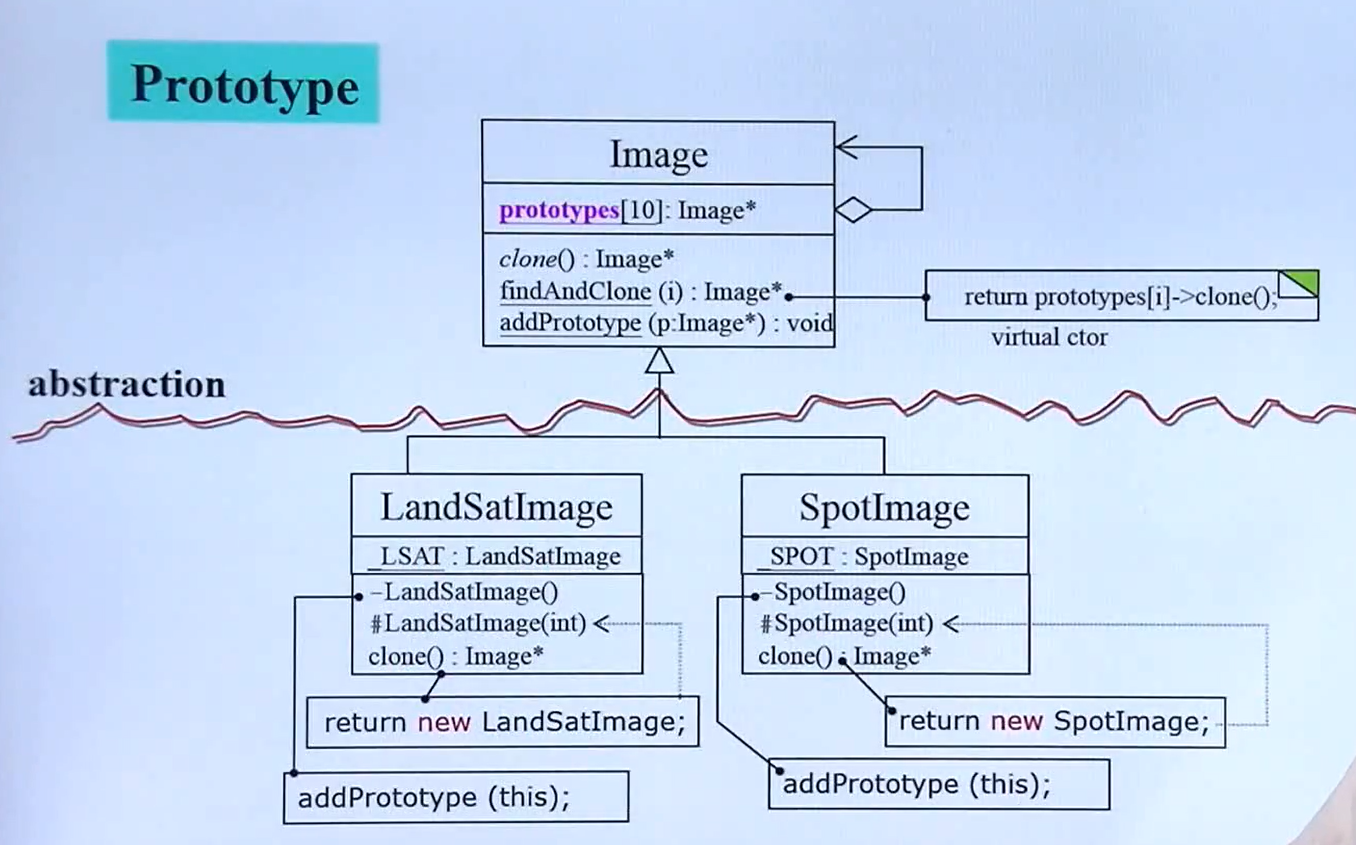 Prototype
Image
prototypes[10]: Image*
clone() : Image*
findAndClone (i) : Image*
addPrototype (p:Image*) : void
return prototypes[i]->clone();
virtual ctor
abstraction
LandSatImage
_LSAT : LandSatImage
-LandSatImage()
#LandSatImage(int)
clone() : Image*
return new LandSatImage;
addPrototype (this);
SpotImage
_SPOT : SpotImage
-SpotImage()
#SpotImage(int)
clone() : Image*
return new SpotImage;
addPrototype (this);